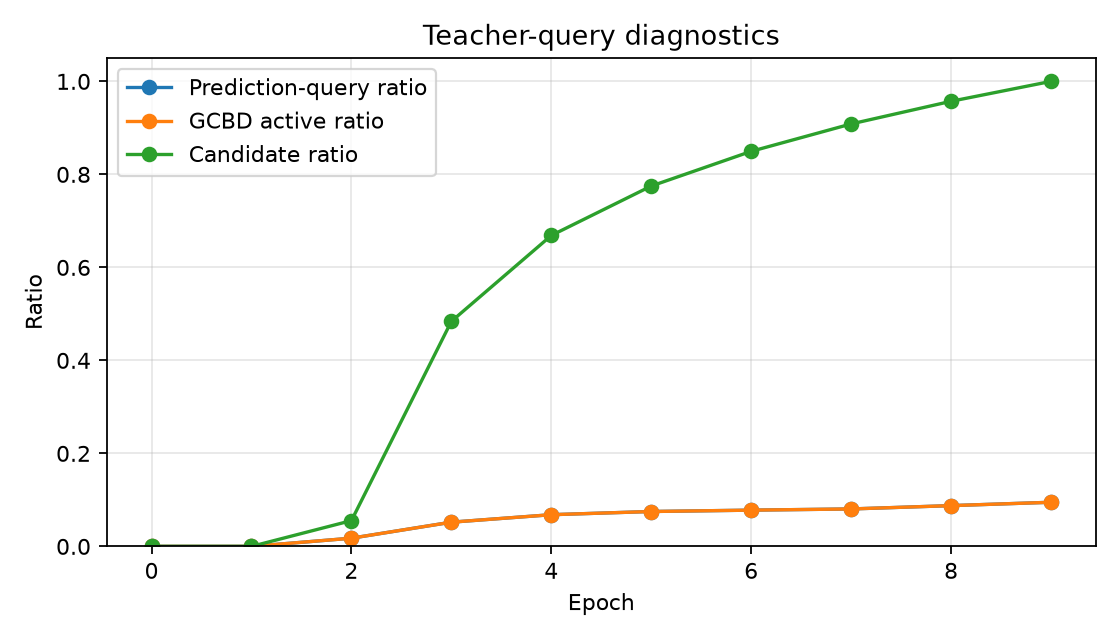 Teacher-query diagnostics
Prediction-query ratio
GCBD active ratio
Candidate ratio
1.0
0.8
0.6
0.4
0.2
0.0
Ratio
0 2 4 6 8
Epoch